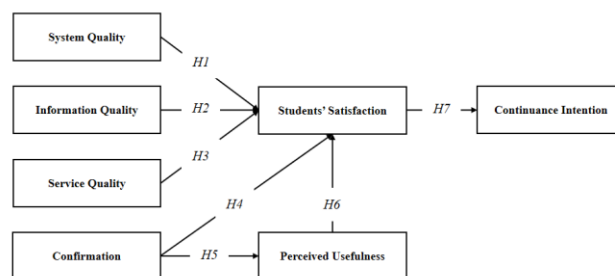 System Quality
H1
Information Quality
H2
Students' Satisfaction
H7
Continuance Intention
H3
Service Quality
H4
H6
Confirmation
H5
Perceived Usefulness